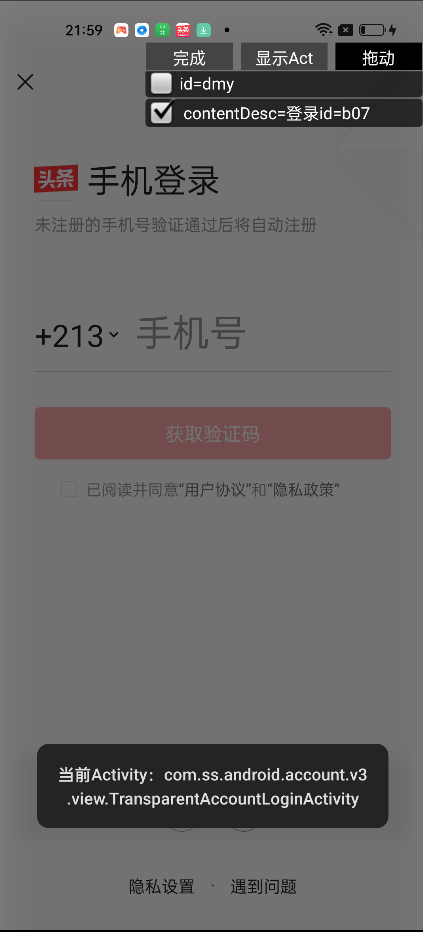 21:59
完成 显示Act 拖动
id=dmy
contentDesc=登录id=b07
头条 手机登录
未注册的手机号验证通过后将自动注册
+213 手机号
获取验证码
已阅读并同意“用户协议”和“隐私政策”
当前Activity：com.ss.android.account.v3
.view.TransparentAccountLoginActivity
隐私设置 · 遇到问题